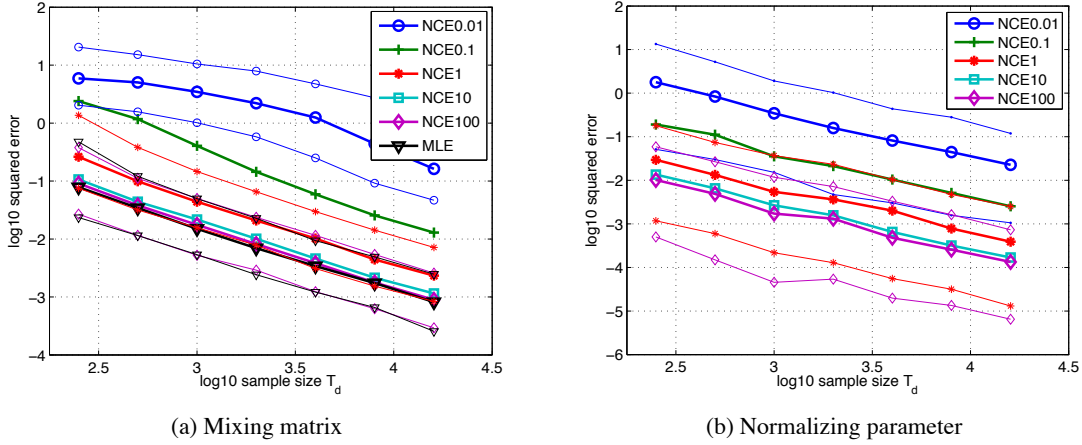 2
1
0
−1
−2
−3
−4
log10 squared error
2.5
3
3.5
4
4.5
log10 sample size T_d
NCE0.01
NCE0.1
NCE1
NCE10
NCE100
MLE
(a) Mixing matrix
2
1
0
−1
−2
−3
−4
−5
−6
log10 squared error
2.5
3
3.5
4
4.5
log10 sample size T_d
NCE0.01
NCE0.1
NCE1
NCE10
NCE100
(b) Normalizing parameter